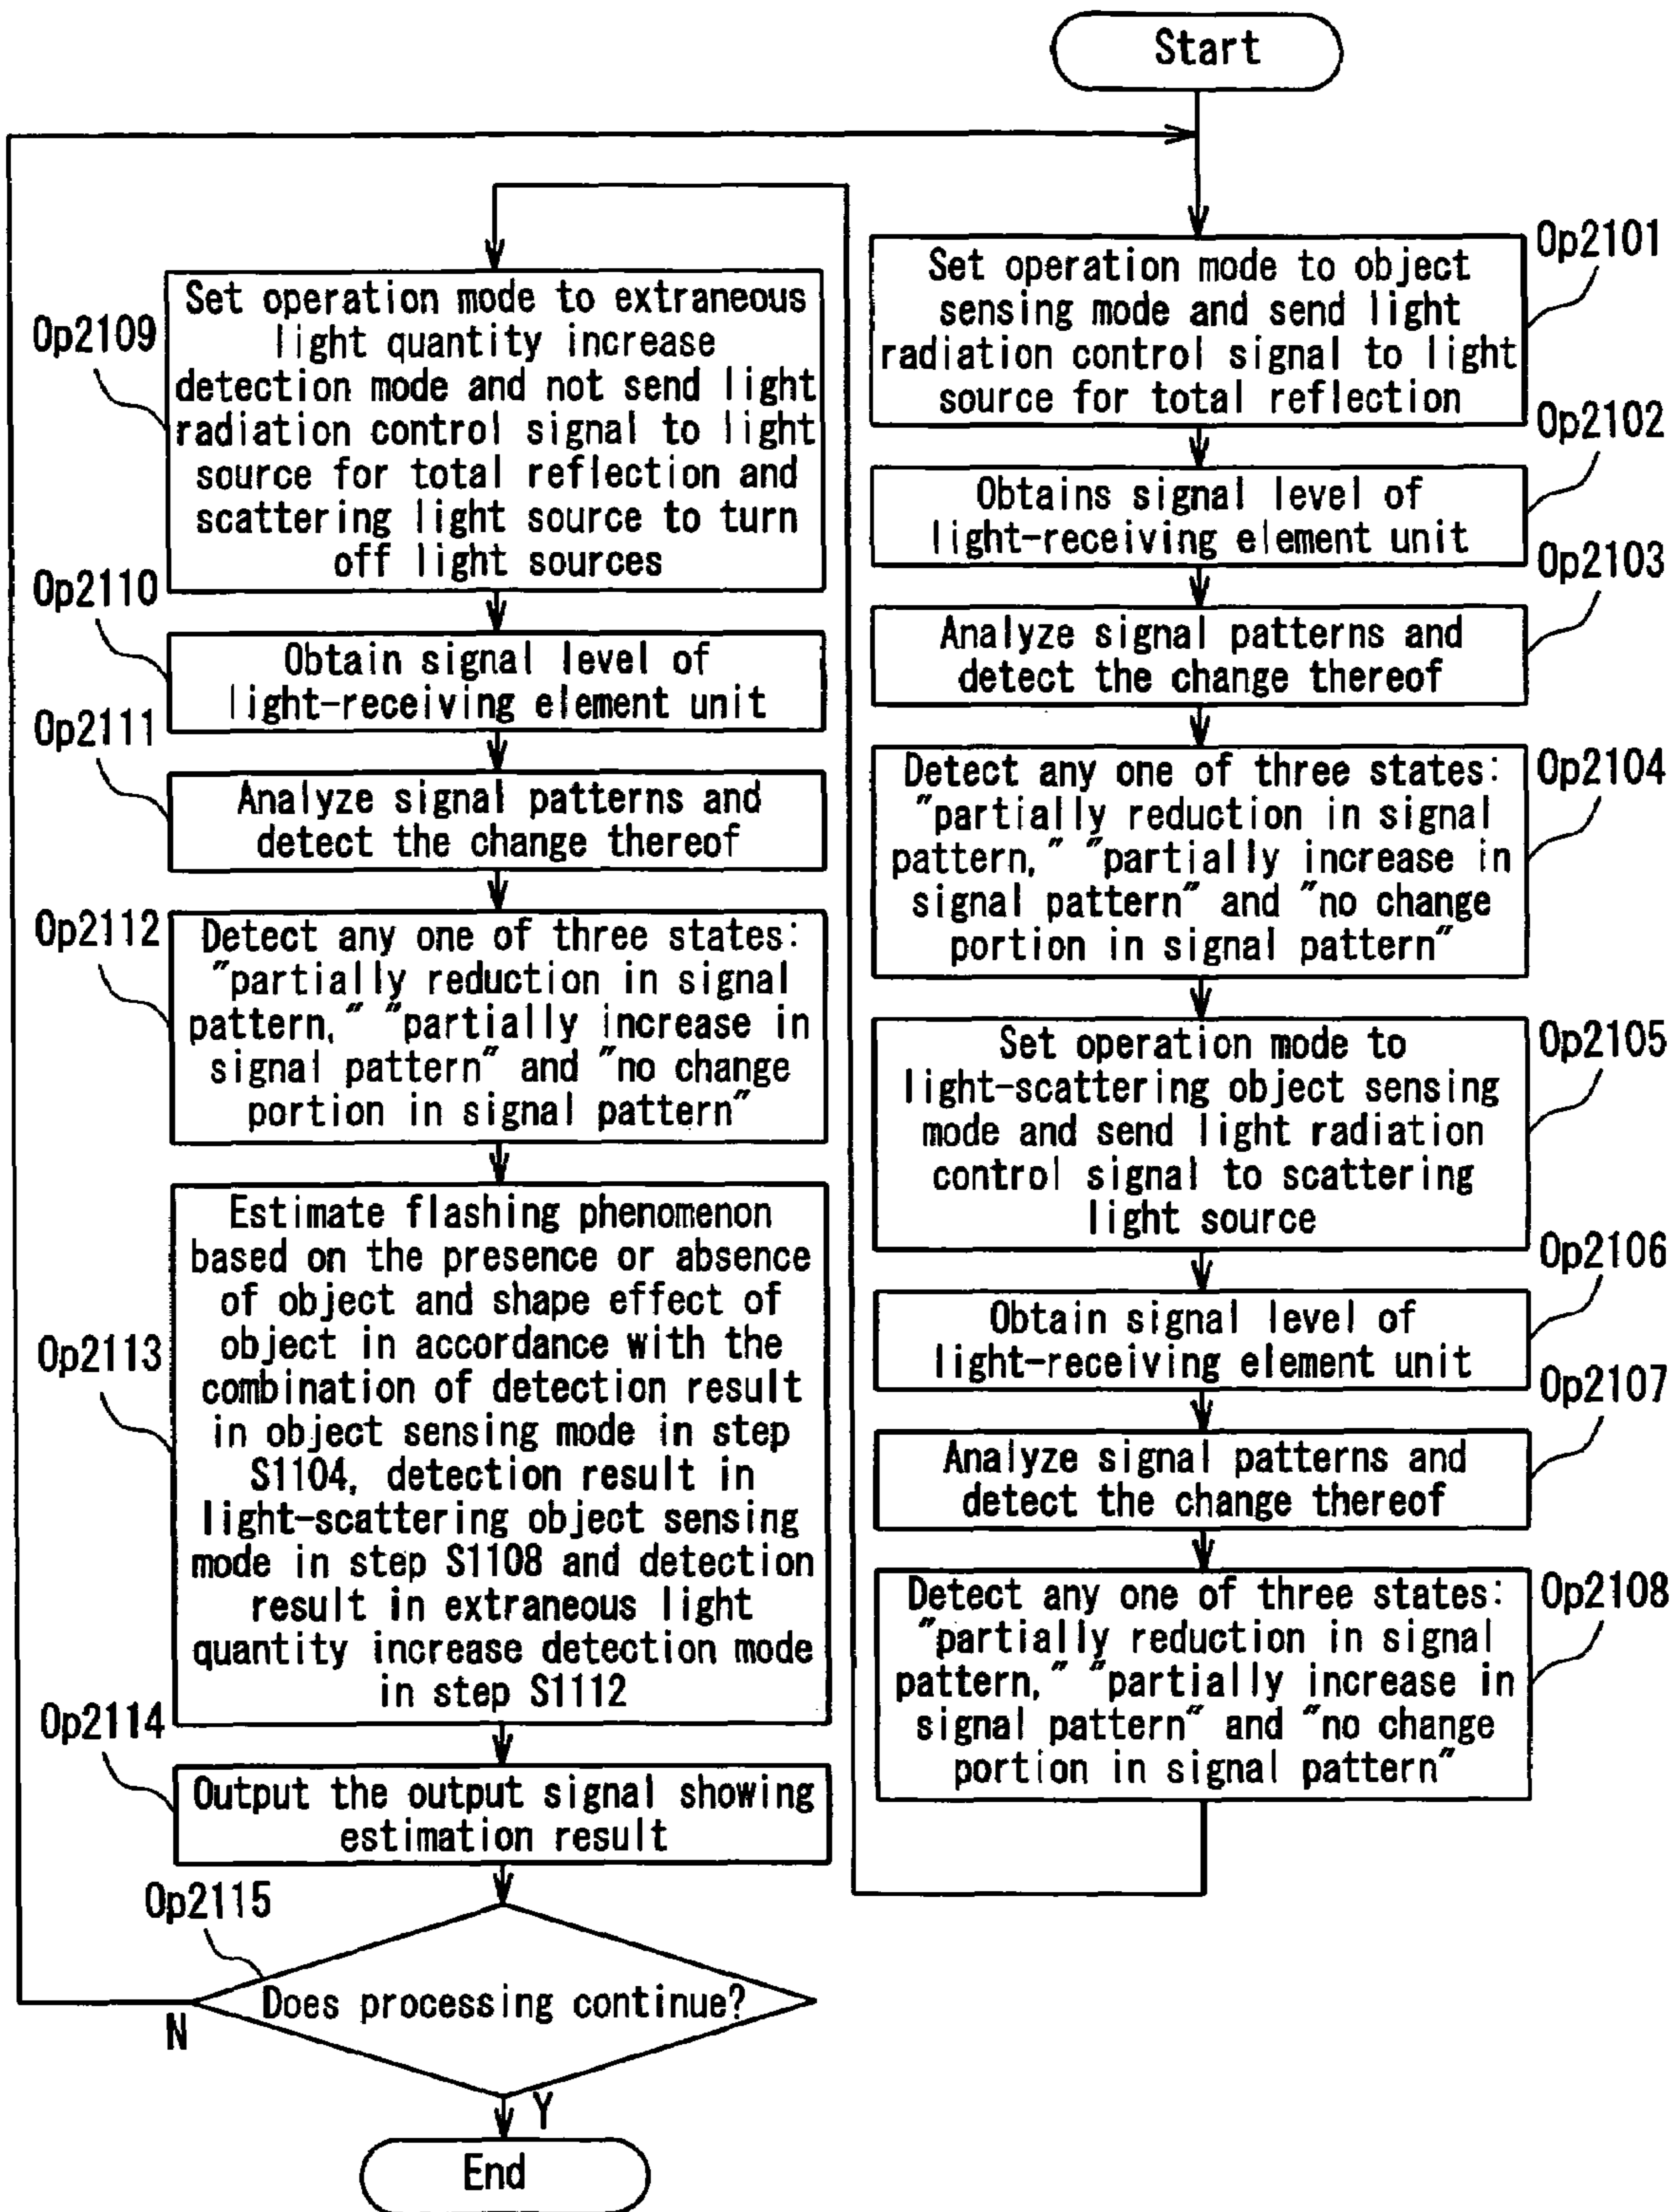 Start
Op2101
Set operation mode to object
sensing mode and send light
radiation control signal to light
source for total reflection
Op2102
Obtains signal level of
light-receiving element unit
Op2103
Analyze signal patterns and
detect the change thereof
Op2104
Detect any one of three states:
"partially reduction in signal
pattern," "partially increase in
signal pattern" and "no change
portion in signal pattern"
Op2105
Set operation mode to
light-scattering object sensing
mode and send light radiation
control signal to scattering
light source
Op2106
Obtain signal level of
light-receiving element unit
Op2107
Analyze signal patterns and
detect the change thereof
Op2108
Detect any one of three states:
"partially reduction in signal
pattern," "partially increase in
signal pattern" and "no change
portion in signal pattern"
Op2109
Set operation mode to extraneous
light quantity increase
detection mode and not send light
radiation control signal to light
source for total reflection and
scattering light source to turn
off light sources
Op2110
Obtain signal level of
light-receiving element unit
Op2111
Analyze signal patterns and
detect the change thereof
Op2112
Detect any one of three states:
"partially reduction in signal
pattern," "partially increase in
signal pattern" and "no change
portion in signal pattern"
Op2113
Estimate flashing phenomenon
based on the presence or absence
of object and shape effect of
object in accordance with the
combination of detection result
in object sensing mode in step
S1104, detection result in
light-scattering object sensing
mode in step S1108 and detection
result in extraneous light
quantity increase detection mode
in step S1112
Op2114
Output the output signal showing
estimation result
Op2115
Does processing continue?
N
Y
End